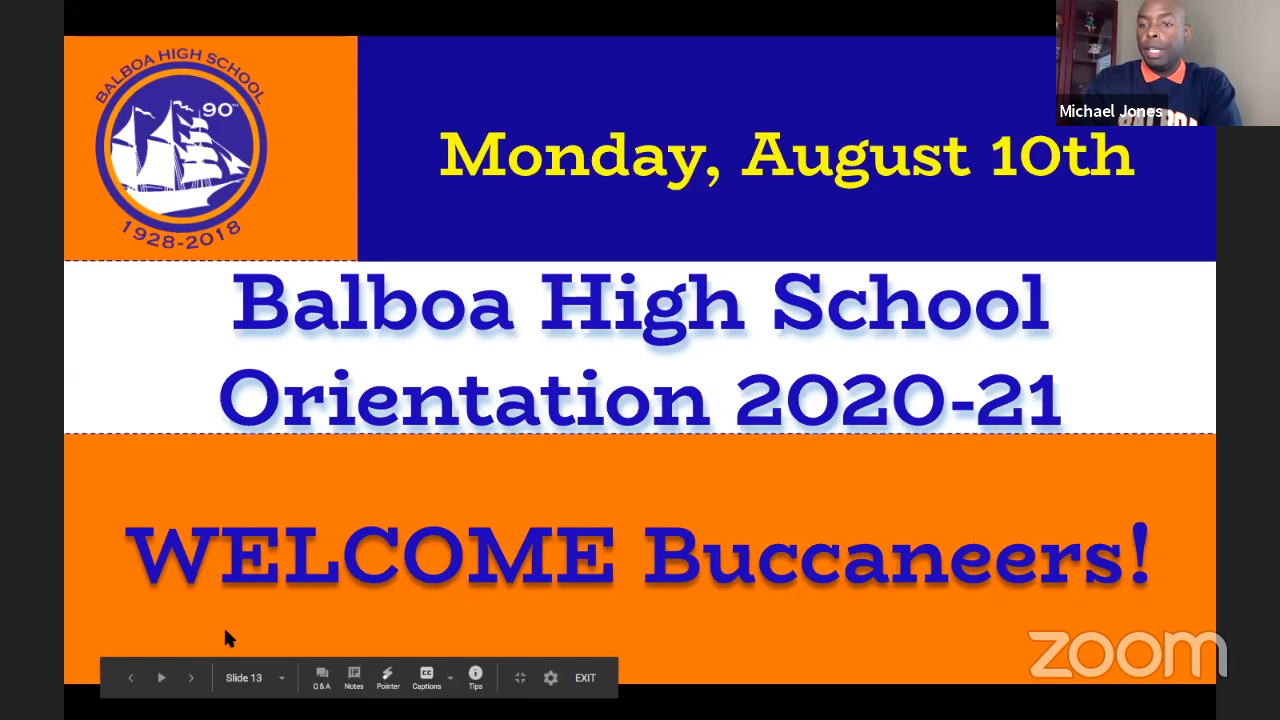 BALBOA HIGH SCHOOL
90TH
1928-2018
Monday, August 10th
Michael Jones
BALBOA
Balboa High School
Orientation 2020-21
WELCOME Buccaneers!
zoom
Slide 13
Q & A
Notes
Pointer
Captions
Tips
EXIT